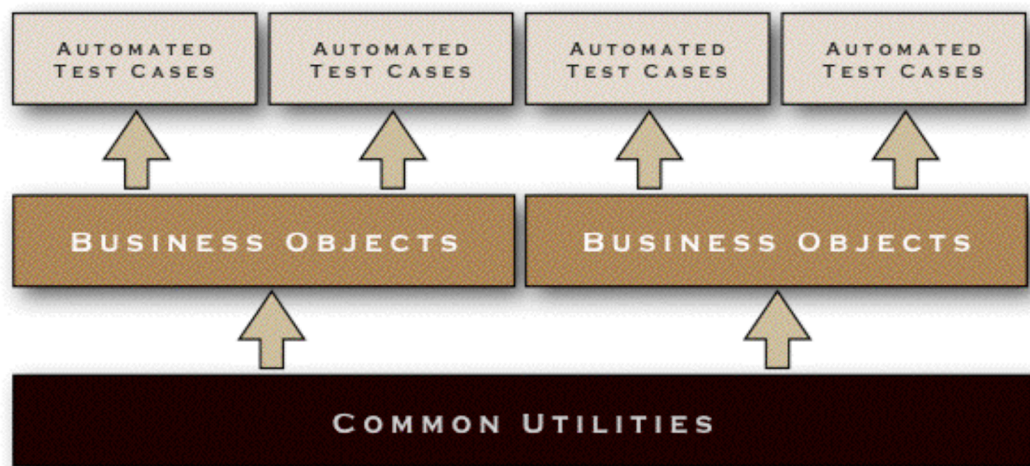 AUTOMATED
TEST CASES
AUTOMATED
TEST CASES
AUTOMATED
TEST CASES
AUTOMATED
TEST CASES
BUSINESS OBJECTS
BUSINESS OBJECTS
COMMON UTILITIES